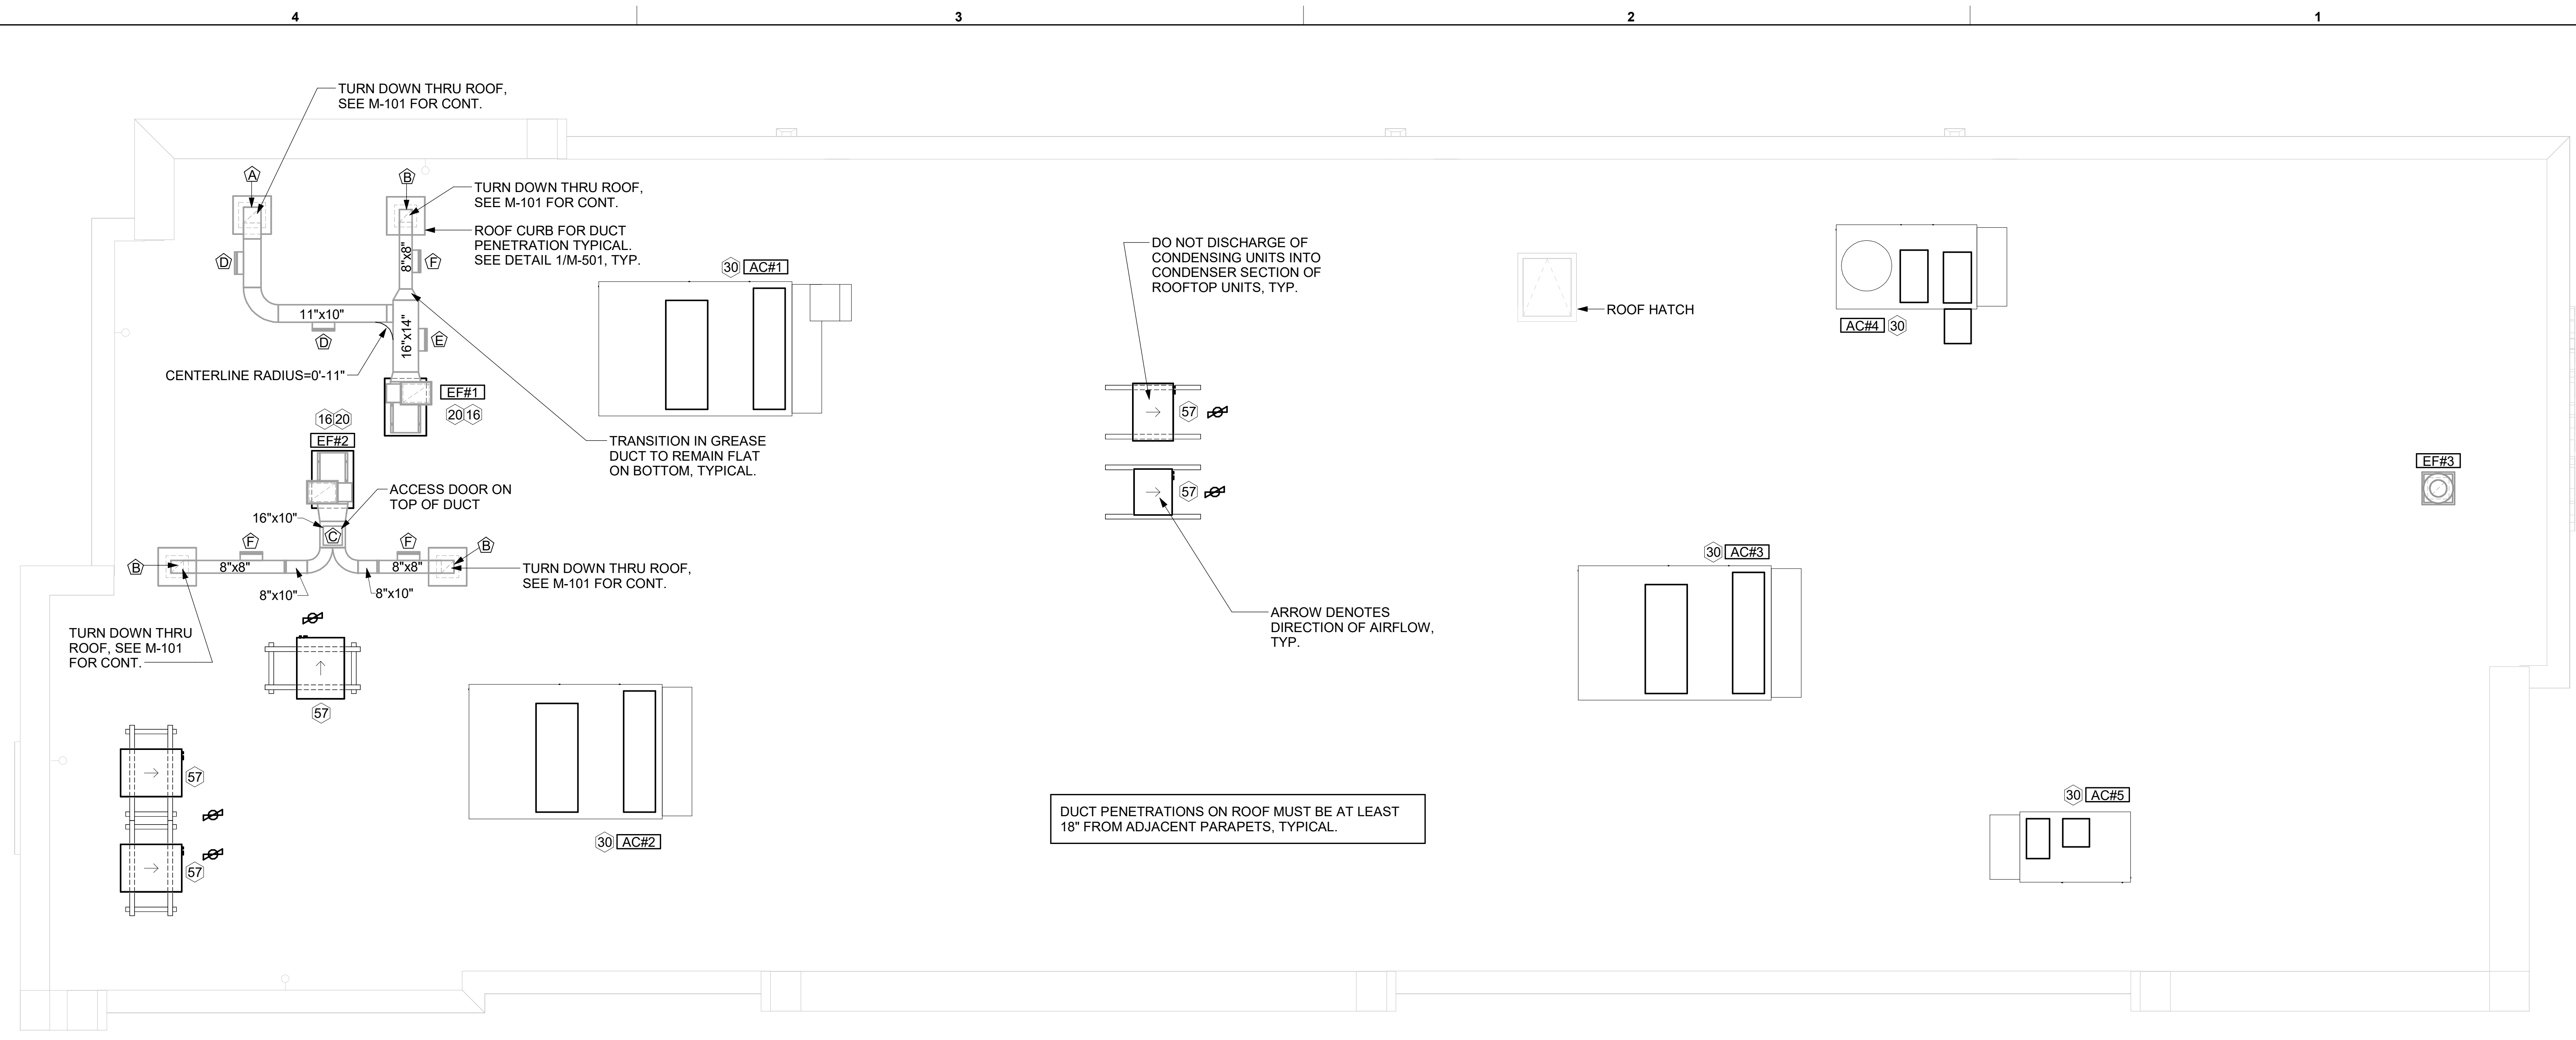 4
3
2
1
TURN DOWN THRU ROOF,
SEE M-101 FOR CONT.
A
B
TURN DOWN THRU ROOF,
SEE M-101 FOR CONT.
ROOF CURB FOR DUCT
PENETRATION TYPICAL.
SEE DETAIL 1/M-501, TYP.
8"x8"
F
D
11"x10"
D
16"x14"
E
CENTERLINE RADIUS=0'-11"
EF#1
20 16
16 20
EF#2
TRANSITION IN GREASE
DUCT TO REMAIN FLAT
ON BOTTOM, TYPICAL.
ACCESS DOOR ON
TOP OF DUCT
16"x10"
C
F
F
B
B
8"x8"
8"x8"
8"x10"
8"x10"
TURN DOWN THRU ROOF,
SEE M-101 FOR CONT.
TURN DOWN THRU
ROOF, SEE M-101
FOR CONT.
57
57
57
30 AC#1
30 AC#2
DO NOT DISCHARGE OF
CONDENSING UNITS INTO
CONDENSER SECTION OF
ROOFTOP UNITS, TYP.
57
57
ARROW DENOTES
DIRECTION OF AIRFLOW,
TYP.
ROOF HATCH
AC#4 30
30 AC#3
EF#3
30 AC#5
DUCT PENETRATIONS ON ROOF MUST BE AT LEAST
18" FROM ADJACENT PARAPETS, TYPICAL.